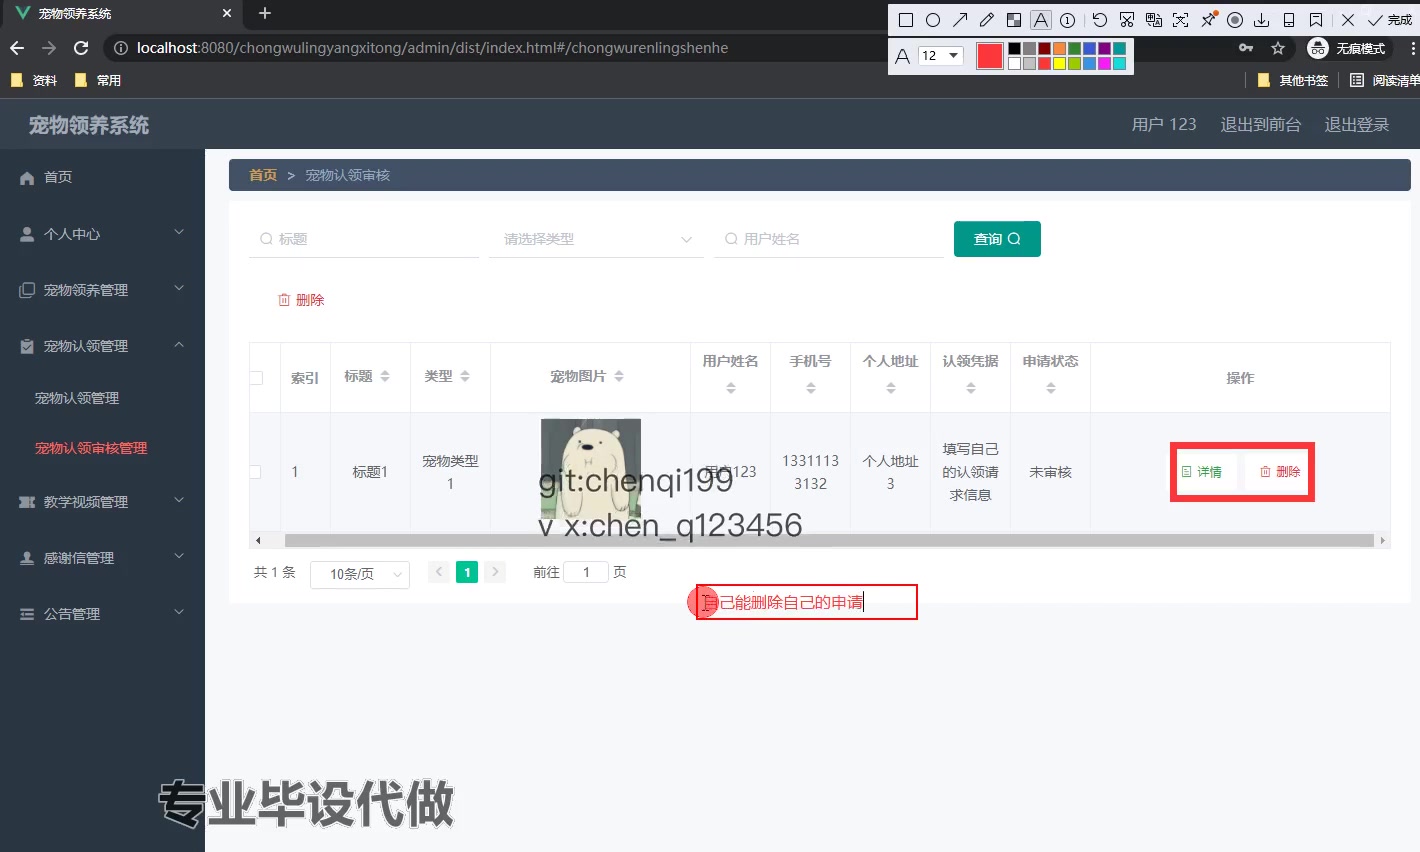 宠物领养系统
localhost:8080/chongwulingyangxitong/admin/dist/index.html#/chongwurenlingshenhe
12
完成
无痕模式
资料
常用
其他书签
阅读清单
宠物领养系统
用户 123
退出到前台
退出登录
首页
个人中心
宠物领养管理
宠物认领管理
宠物认领管理
宠物认领审核管理
教学视频管理
感谢信管理
公告管理
首页 > 宠物认领审核
标题
请选择类型
用户姓名
查询
删除
索引 标题 类型 宠物图片 用户姓名 手机号 个人地址 认领凭据 申请状态 操作
1
标题1
宠物类型
1
用户123
1331113
3132
个人地址
3
填写自己
的认领请
求信息
未审核
详情
删除
git:chenqi199
v x:chen_q123456
共 1 条
10条/页
1
前往 1 页
自己能删除自己的申请
专业毕设代做